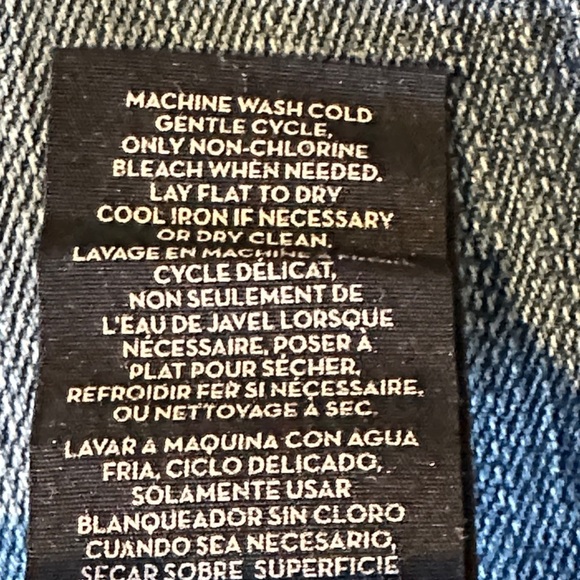 MACHINE WASH COLD
GENTLE CYCLE,
ONLY NON-CHLORINE
BLEACH WHEN NEEDED.
LAY FLAT TO DRY
COOL IRON IF NECESSARY
OR DRY CLEAN.
LAVAGE EN MACHINE À
CYCLE DÉLICAT,
NON SEULEMENT DE
L'EAU DE JAVEL LORSQUE
NÉCESSAIRE, POSER À
PLAT POUR SÉCHER,
REFROIDIR FER SI NÉCESSAIRE,
OU NETTOYAGE À SEC.
LAVAR A MAQUINA CON AGUA
FRIA, CICLO DELICADO,
SOLAMENTE USAR
BLANQUEADOR SIN CLORO
CUANDO SEA NECESARIO,
SECAR SOBRE SUPERFICIE